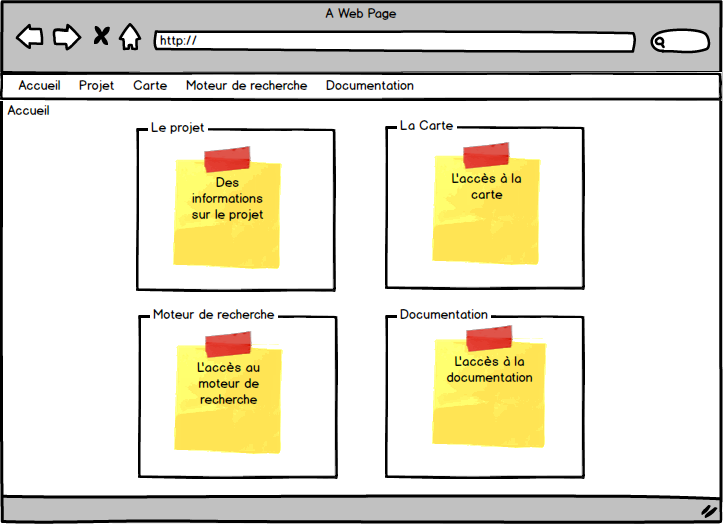 A Web Page
http://
Accueil Projet Carte Moteur de recherche Documentation
Accueil
Le projet
Des
informations
sur le projet
La Carte
L'accès à la
carte
Moteur de recherche
L'accès au
moteur de
recherche
Documentation
L'accès à la
documentation